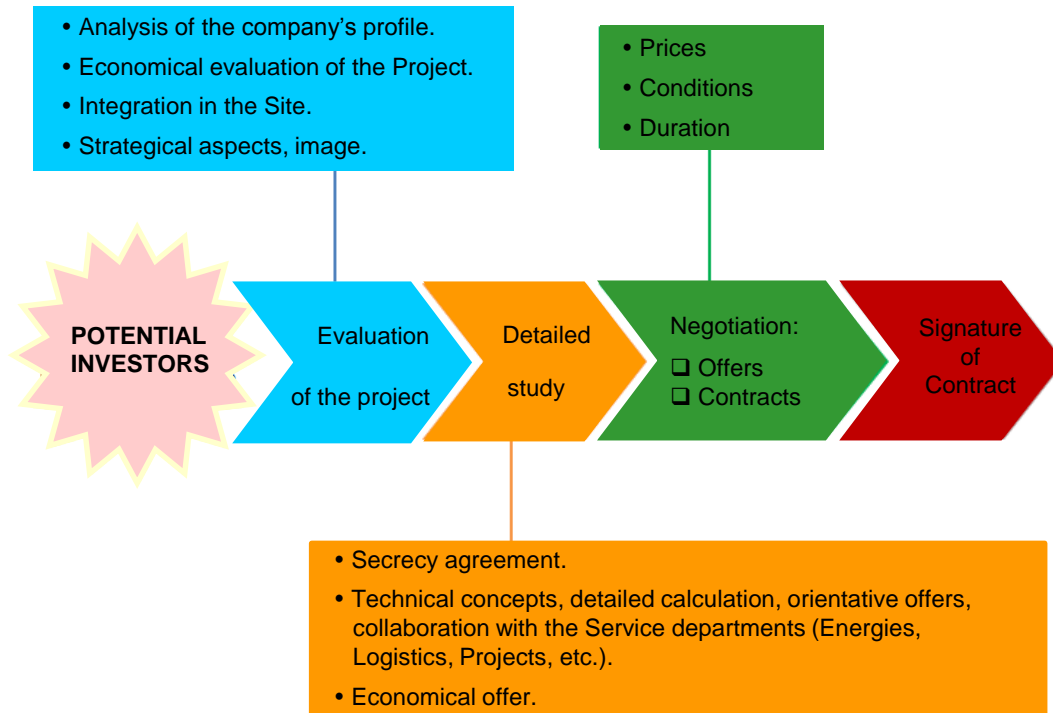 • Analysis of the company’s profile.
• Economical evaluation of the Project.
• Integration in the Site.
• Strategical aspects, image.
• Prices
• Conditions
• Duration
POTENTIAL
INVESTORS
Evaluation
of the project
Detailed
study
Negotiation:
❑ Offers
❑ Contracts
Signature
of
Contract
• Secrecy agreement.
• Technical concepts, detailed calculation, orientative offers,
collaboration with the Service departments (Energies,
Logistics, Projects, etc.).
• Economical offer.